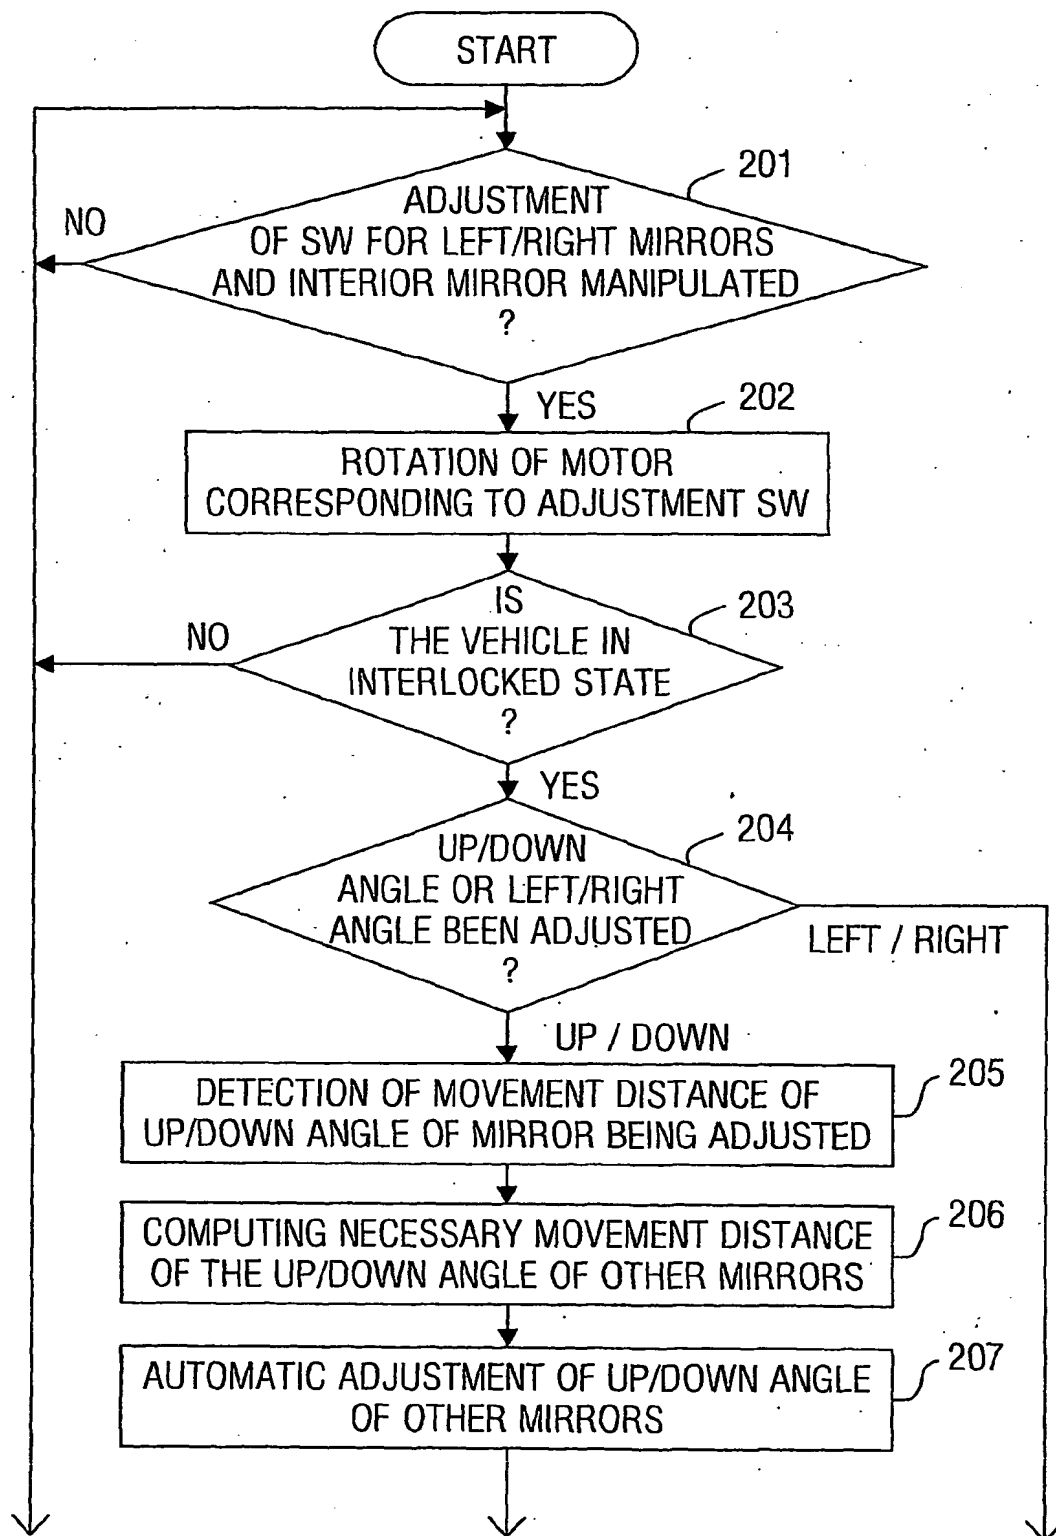 START
201
NO
ADJUSTMENT
OF SW FOR LEFT/RIGHT MIRRORS
AND INTERIOR MIRROR MANIPULATED
?
YES
202
ROTATION OF MOTOR
CORRESPONDING TO ADJUSTMENT SW
203
NO
IS
THE VEHICLE IN
INTERLOCKED STATE
?
YES
204
UP/DOWN
ANGLE OR LEFT/RIGHT
ANGLE BEEN ADJUSTED
?
LEFT / RIGHT
UP / DOWN
205
DETECTION OF MOVEMENT DISTANCE OF
UP/DOWN ANGLE OF MIRROR BEING ADJUSTED
206
COMPUTING NECESSARY MOVEMENT DISTANCE
OF THE UP/DOWN ANGLE OF OTHER MIRRORS
207
AUTOMATIC ADJUSTMENT OF UP/DOWN ANGLE
OF OTHER MIRRORS